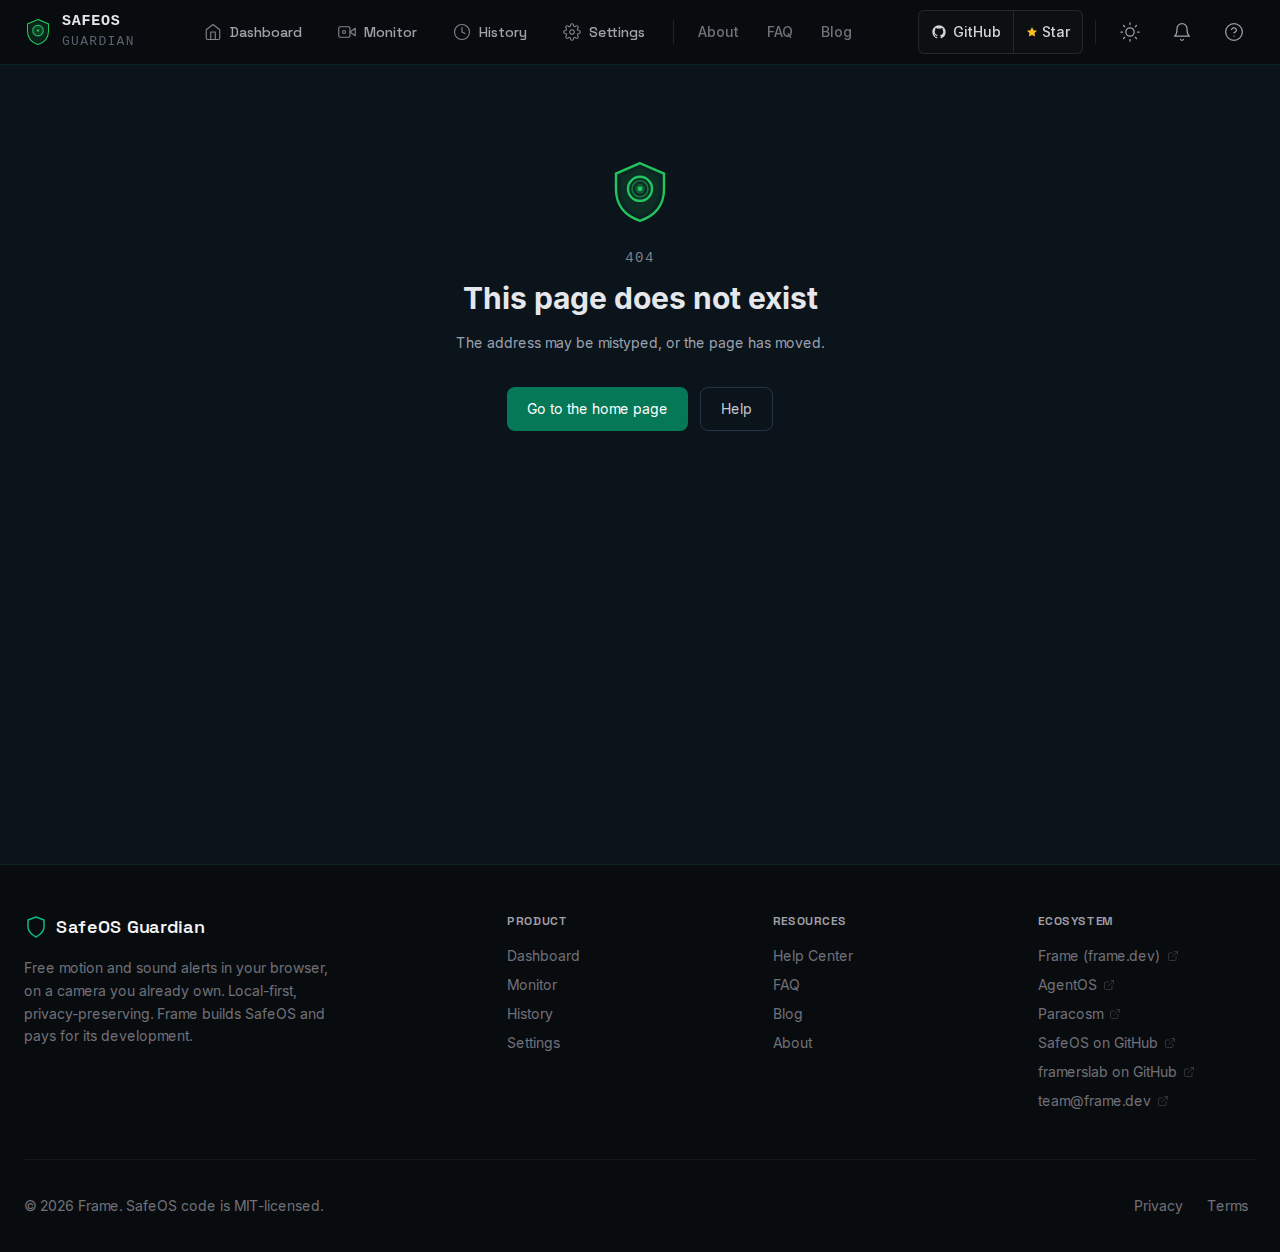 SAFEOS
GUARDIAN
Dashboard
Monitor
History
Settings
About
FAQ
Blog
GitHub
Star
404
This page does not exist
The address may be mistyped, or the page has moved.
Go to the home page
Help
SafeOS Guardian
Free motion and sound alerts in your browser,
on a camera you already own. Local-first,
privacy-preserving. Frame builds SafeOS and
pays for its development.
PRODUCT
Dashboard
Monitor
History
Settings
RESOURCES
Help Center
FAQ
Blog
About
ECOSYSTEM
Frame (frame.dev)
AgentOS
Paracosm
SafeOS on GitHub
framerslab on GitHub
team@frame.dev
© 2026 Frame. SafeOS code is MIT-licensed.
Privacy
Terms